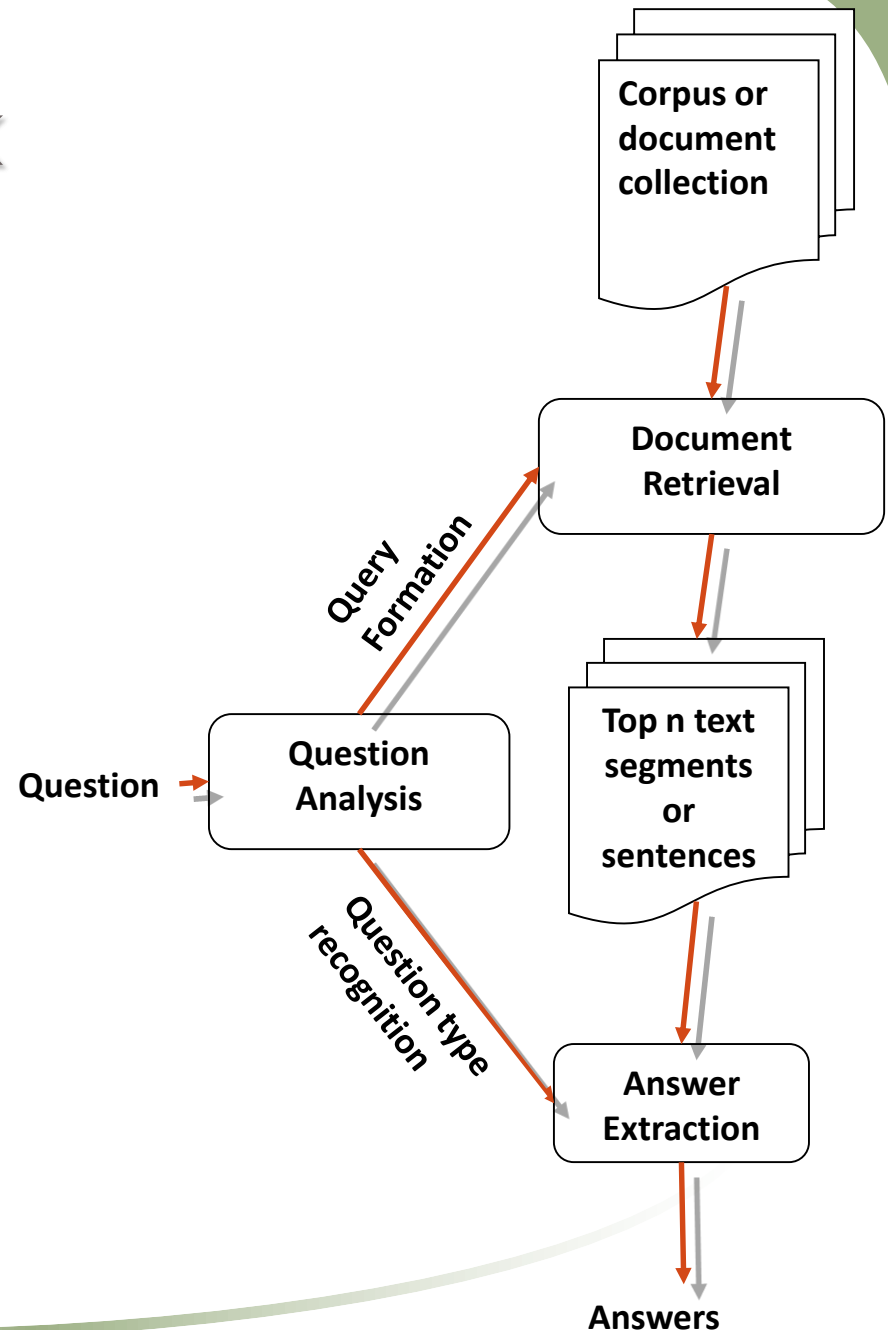 Corpus or
document
collection
Document
Retrieval
Query
Formation
Top n text
segments
or
sentences
Question
Question
Analysis
Question type
recognition
Answer
Extraction
Answers